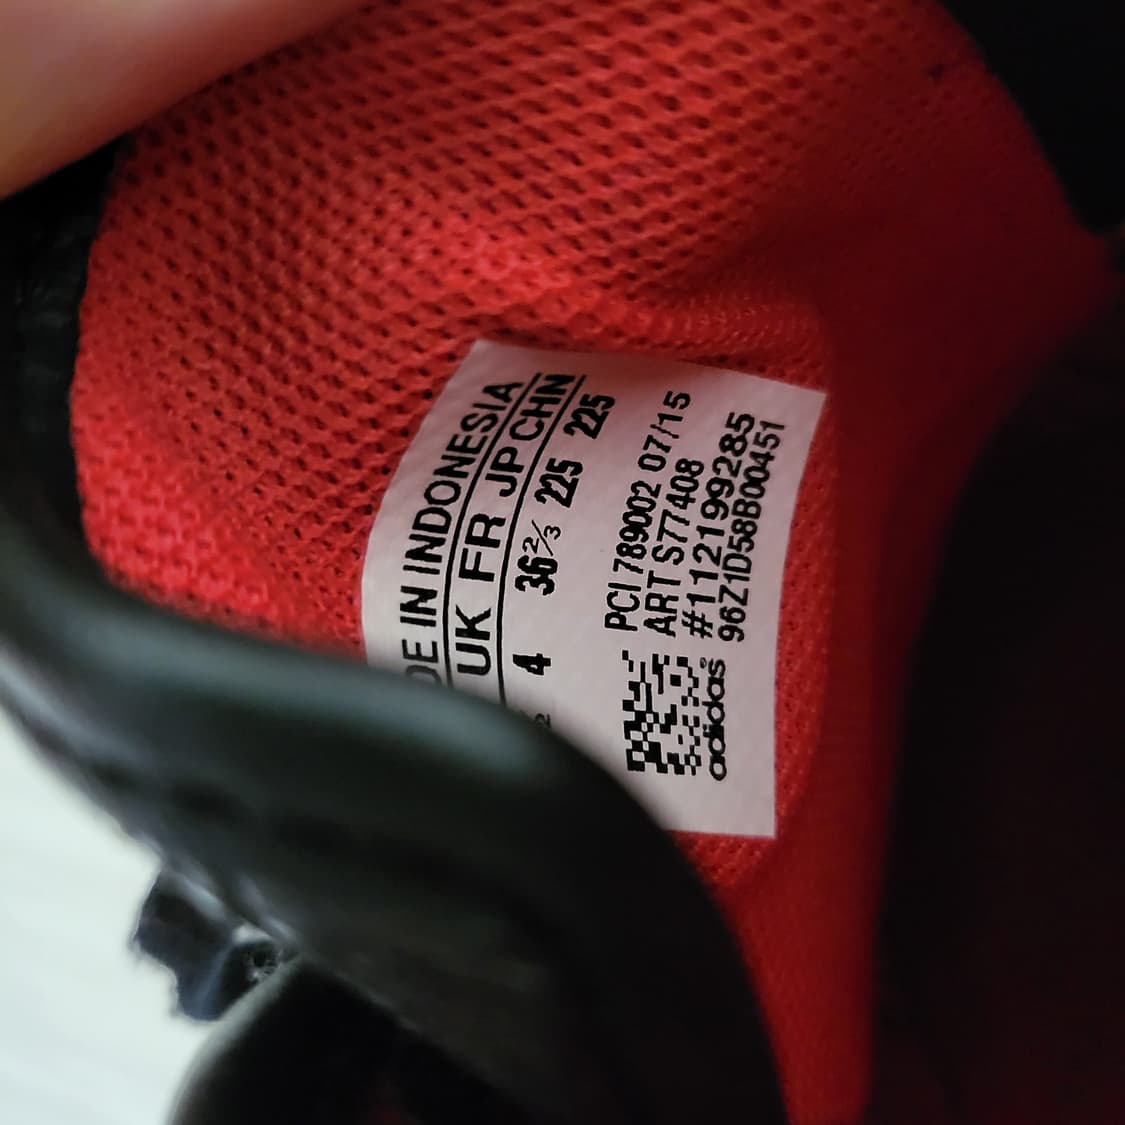 DE IN INDONESIA
UK FR JP CHN
4 36⅔ 225 225
PCI 789002 07/15
ART S77408
#112199285
96Z1D58B00451
adidas